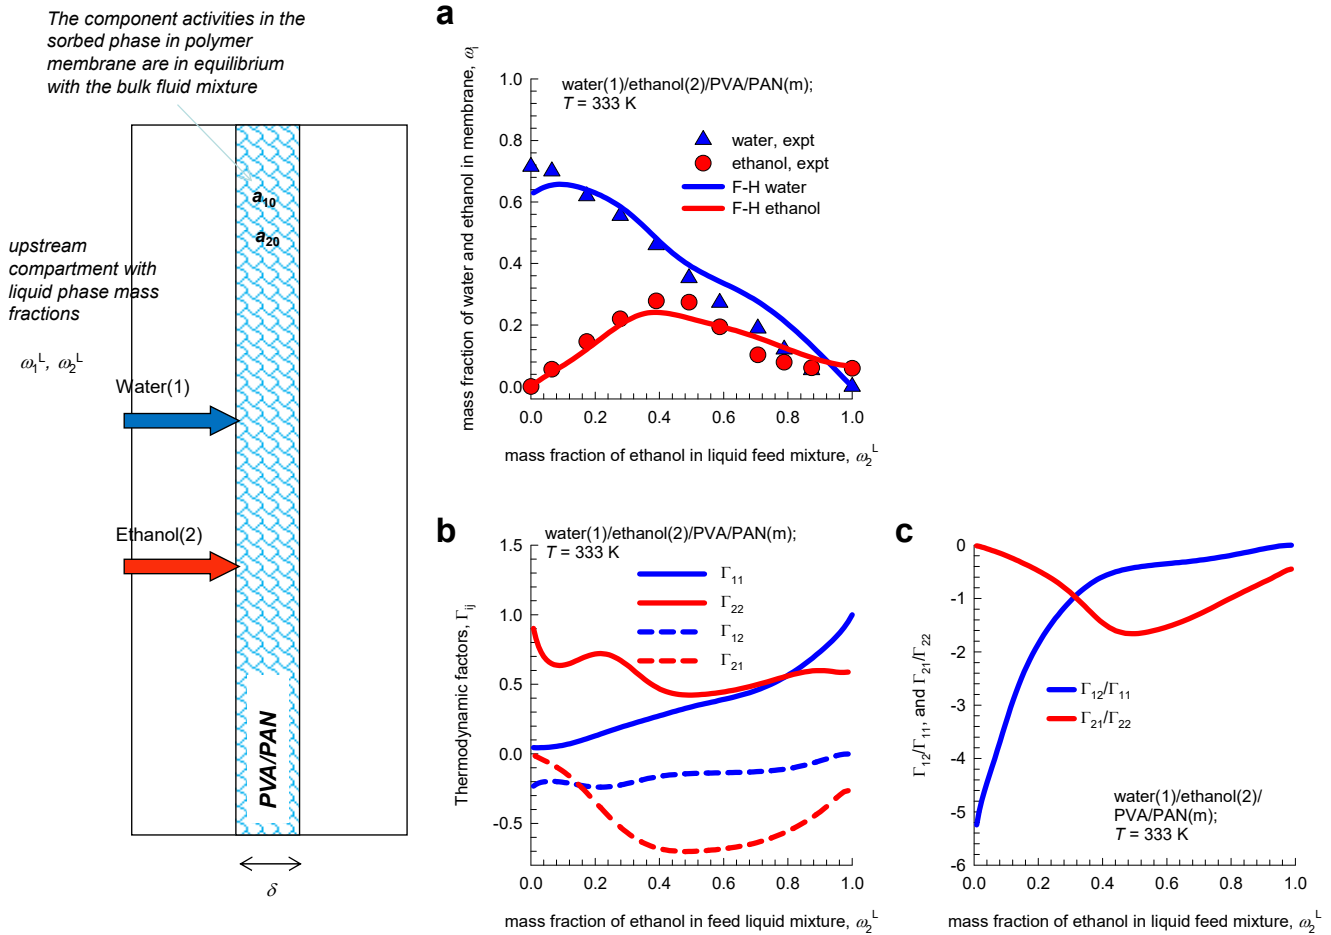 The component activities in the
sorbed phase in polymer
membrane are in equilibrium
with the bulk fluid mixture
a10
a20
upstream
compartment with
liquid phase mass
fractions
ω1L, ω2L
Water(1)
Ethanol(2)
PVA/PAN
δ
a
water(1)/ethanol(2)/PVA/PAN(m);
T = 333 K
water, expt
ethanol, expt
F-H water
F-H ethanol
mass fraction of water and ethanol in membrane, ωi
1.0
0.8
0.6
0.4
0.2
0.0
0.0 0.2 0.4 0.6 0.8 1.0
mass fraction of ethanol in liquid feed mixture, ω2L
b
water(1)/ethanol(2)/PVA/PAN(m);
T = 333 K
Γ11
Γ22
Γ12
Γ21
Thermodynamic factors, Γij
1.5
1.0
0.5
0.0
-0.5
0.0 0.2 0.4 0.6 0.8 1.0
mass fraction of ethanol in feed liquid mixture, ω2L
c
Γ12/Γ11, and Γ21/Γ22
0
-1
-2
-3
-4
-5
-6
Γ12/Γ11
Γ21/Γ22
water(1)/ethanol(2)/
PVA/PAN(m);
T = 333 K
0.0 0.2 0.4 0.6 0.8 1.0
mass fraction of ethanol in liquid feed mixture, ω2L